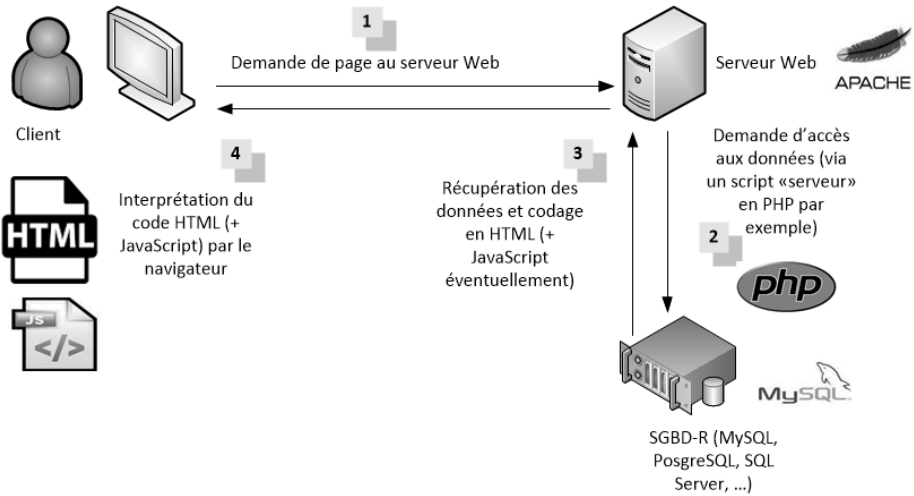 1
Demande de page au serveur Web
Serveur Web
APACHE
Client
4
Interprétation du
code HTML (+
JavaScript) par le
navigateur
HTML
JS
</>
3
Récupération des
données et codage
en HTML (+
JavaScript
éventuellement)
Demande d’accès
aux données (via
un script «serveur»
en PHP par
exemple)
2
php
MySQL
SGBD-R (MySQL,
PosgreSQL, SQL
Server, …)